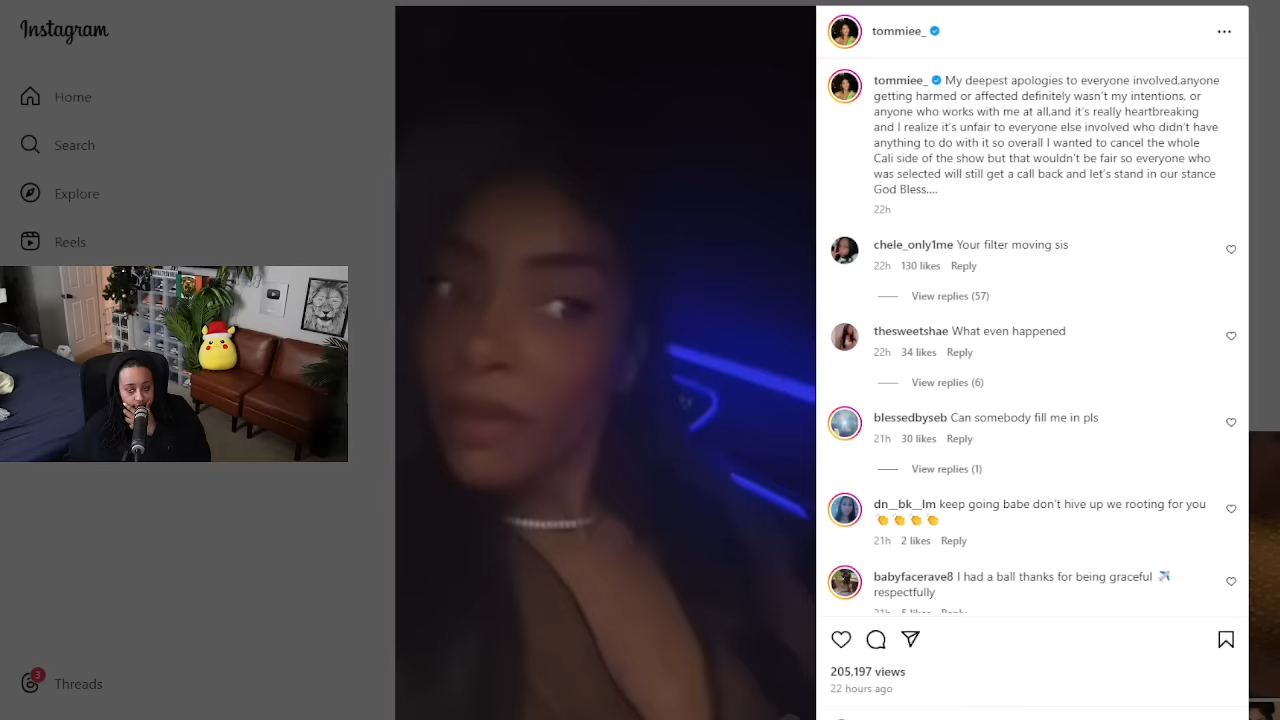 Instagram
Home
Search
Explore
Reels
3
Threads
tommiee_
tommiee_ My deepest apologies to everyone involved,anyone
getting harmed or affected definitely wasn't my intentions, or
anyone who works with me at all,and it's really heartbreaking
and I realize it's unfair to everyone else involved who didn't have
anything to do with it so overall I wanted to cancel the whole
Cali side of the show but that wouldn't be fair so everyone who
was selected will still get a call back and let's stand in our stance
God Bless....
22h
chele_only1me Your filter moving sis
22h 130 likes Reply
View replies (57)
thesweetshae What even happened
22h 34 likes Reply
View replies (6)
blessedbyseb Can somebody fill me in pls
21h 30 likes Reply
View replies (1)
dn__bk__lm keep going babe don't hive up we rooting for you
👏 👏 👏 👏
21h 2 likes Reply
babyfacerave8 I had a ball thanks for being graceful ✈️
respectfully
21h 5 likes Reply
205,197 views
22 hours ago